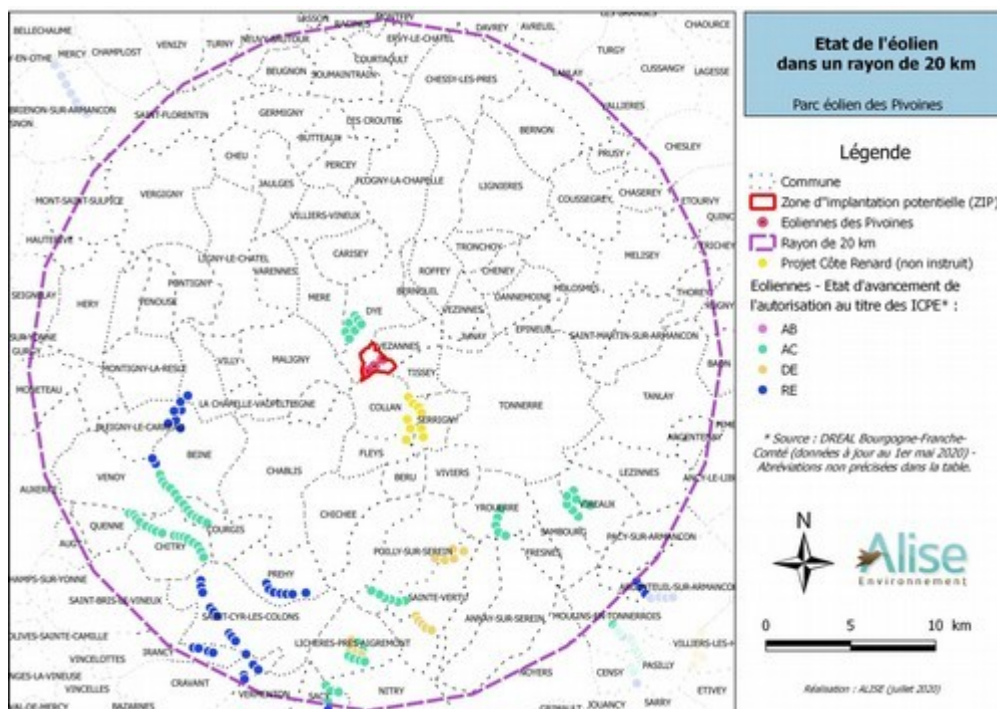 Etat de l'éolien
dans un rayon de 20 km
Parc éolien des Pivoines
Légende
Commune
Zone d"implantation potentielle (ZIP)
Eoliennes des Pivoines
Rayon de 20 km
Projet Côte Renard (non instruit)
Eoliennes - Etat d'avancement de
l'autorisation au titre des ICPE* :
AB
AC
DE
RE
* Source : DREAL Bourgogne-Franche-
Comté (données à jour au 1er mai 2020) -
Abréviations non précisées dans la table.
N
Alise
Environnement
0 5 10 km
Réalisation : ALISE (juillet 2020)
BELLECHAUME
MERCY CHAMPLOST VENIZY TURNY
DAVREY AVREUIL CHAOURCE
ERVY-LE-CHATEL
COURTAOULT
BEUGNON
SOUMAINTRAIN
CHESSY-LES-PRES
TURGY
CUSSANGY LAGESSE
BRIENON-SUR-ARMANCON
SAINT-FLORENTIN
GERMIGNY
DES CROUTES
BUTTEAUX
PERCEY
BERNON
CHESLEY
PRUSY
CHEU
JAULGES
LIGNIERES
CHASEREY
COUSSEGREY
ETOURVY
MONT-SAINT-SULPICE
VERGIGNY
VILLIERS-VINEUX
HAUTERIVE
CARISEY
TRONCHOY
MELISEY
LIGNY-LE-CHATEL
VARENNES
ROFFEY
CHENEY
PONTIGNY
SEIGNELAY
HERY
VENOUSE
MERE
BERNOUIL
DANNEMOINE
MOLOSMES
DYE
VEZINNES
JUNAY
EPINEUIL
SAINT-MARTIN-SUR-ARMANCON
VEZANNES
TISSEY
MALIGNY
VILLY
MONTIGNY-LA-RESLE
MONETEAU
LA CHAPELLE-VAUPELTEIGNE
COLLAN
SERRIGNY
TONNERRE
TANLAY
ARGENTENAY
BLEIGNY-LE-CARREAU
BEINE
FLEYS
VENOY
CHABLIS
BERU
VIVIERS
LEZINNES
AUXERRE
CHICHEE
YROUERRE
QUENNE
COURGIS
SAMBOURG
CHITRY
POILLY-SUR-SEREIN
FRESNES
PREHY
SAINT-BRIS-LE-VINEUX
SAINT-CYR-LES-COLONS
SAINTE-VERTU
ANNAY-SUR-SEREIN
MOULINS-EN-TONNERROIS
LICHERES-PRES-AIGREMONT
IRANCY
VINCELOTTES
CRAVANT
VERMENTON
NITRY
NOYERS
CENSY
PASILLY
VINCELLES
BAZARNES
SACY
JOUANCY
SARRY
ETIVEY